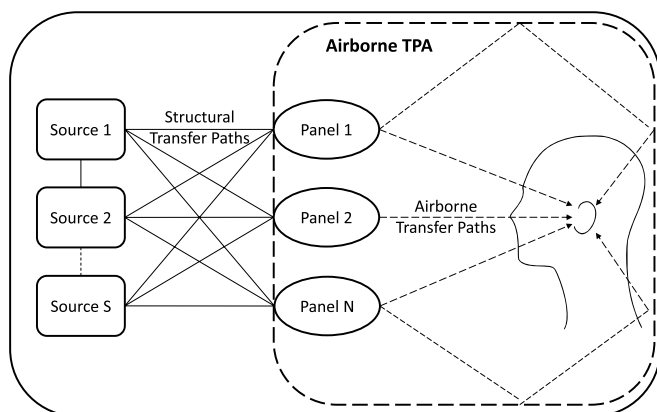 Airborne TPA
Structural
Transfer Paths
Source 1
Panel 1
Source 2
Panel 2
Airborne
Transfer Paths
Source S
Panel N